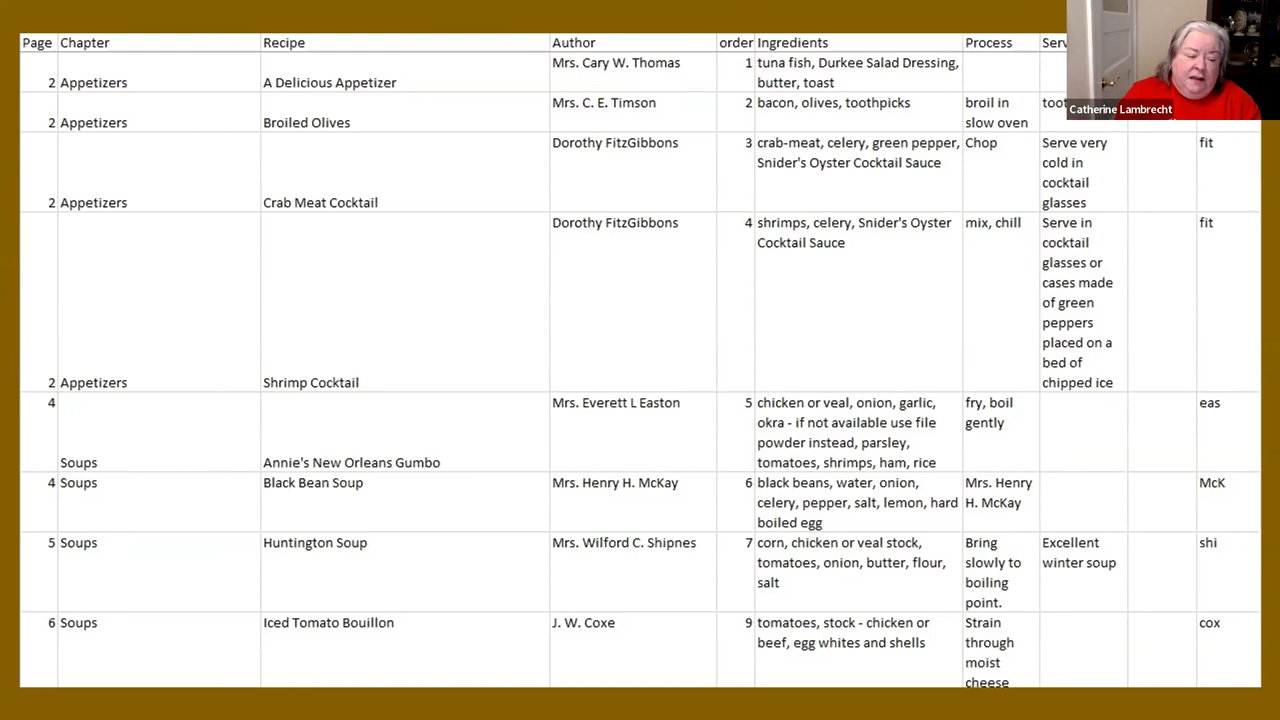 Page Chapter Recipe Author order Ingredients Process Serv
2 Appetizers A Delicious Appetizer Mrs. Cary W. Thomas 1 tuna fish, Durkee Salad Dressing,
butter, toast
2 Appetizers Broiled Olives Mrs. C. E. Timson 2 bacon, olives, toothpicks broil in
slow oven
toot
Catherine Lambrecht
2 Appetizers Crab Meat Cocktail Dorothy FitzGibbons 3 crab-meat, celery, green pepper,
Snider's Oyster Cocktail Sauce
Chop
Serve very
cold in
cocktail
glasses
fit
2 Appetizers Shrimp Cocktail Dorothy FitzGibbons 4 shrimps, celery, Snider's Oyster
Cocktail Sauce
mix, chill
Serve in
cocktail
glasses or
cases made
of green
peppers
placed on a
bed of
chipped ice
fit
4 Soups Annie's New Orleans Gumbo Mrs. Everett L Easton 5 chicken or veal, onion, garlic,
okra - if not available use file
powder instead, parsley,
tomatoes, shrimps, ham, rice
fry, boil
gently
eas
4 Soups Black Bean Soup Mrs. Henry H. McKay 6 black beans, water, onion,
celery, pepper, salt, lemon, hard
boiled egg
Mrs. Henry
H. McKay
McK
5 Soups Huntington Soup Mrs. Wilford C. Shipnes 7 corn, chicken or veal stock,
tomatoes, onion, butter, flour,
salt
Bring
slowly to
boiling
point.
Excellent
winter soup
shi
6 Soups Iced Tomato Bouillon J. W. Coxe 9 tomatoes, stock - chicken or
beef, egg whites and shells
Strain
through
moist
cheese
cox